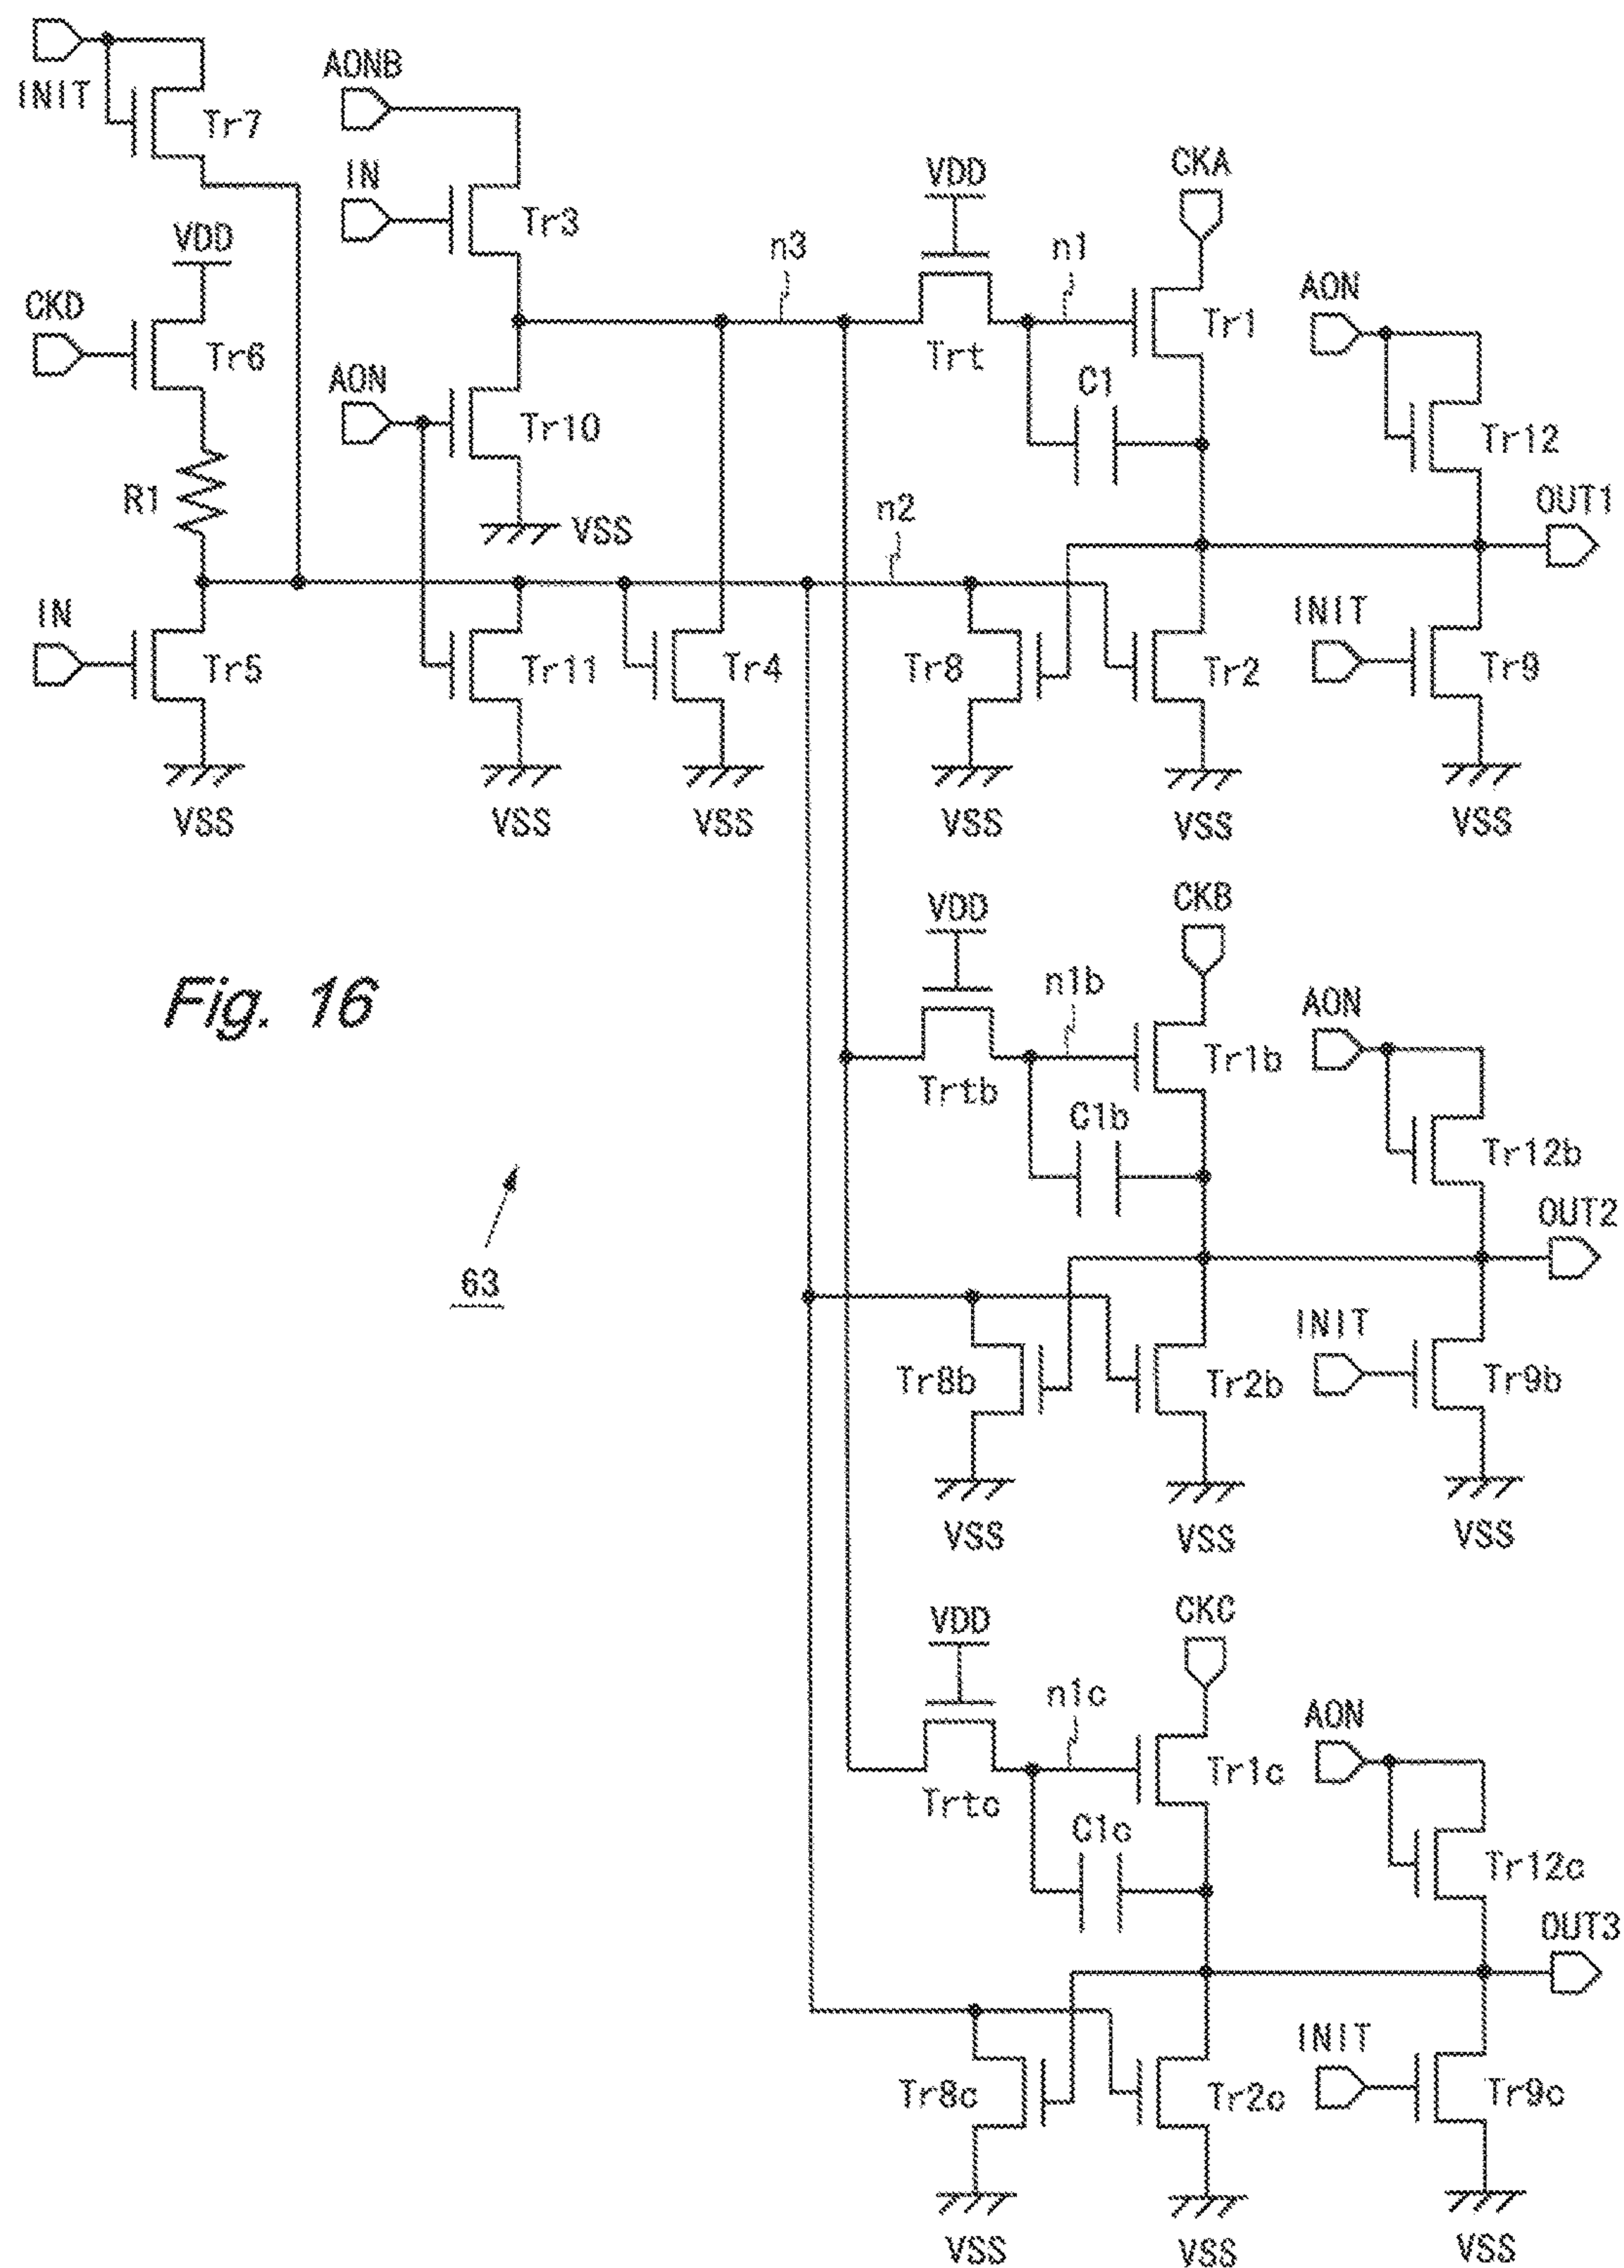 INIT
Tr7
AONB
IN
Tr3
VDD
CKD
Tr6
R1
AON
Tr10
VSS
n3
VDD
Trt
n1
CKA
Tr1
C1
AON
Tr12
OUT1
n2
IN
Tr5
VSS
Tr11
VSS
Tr4
VSS
Tr8
VSS
Tr2
VSS
INIT
Tr9
VSS
Fig. 16
63
VDD
Trtb
n1b
CKB
Tr1b
C1b
AON
Tr12b
OUT2
Tr8b
VSS
Tr2b
VSS
INIT
Tr9b
VSS
VDD
Trtc
n1c
CKC
Tr1c
C1c
AON
Tr12c
OUT3
Tr8c
VSS
Tr2c
VSS
INIT
Tr9c
VSS